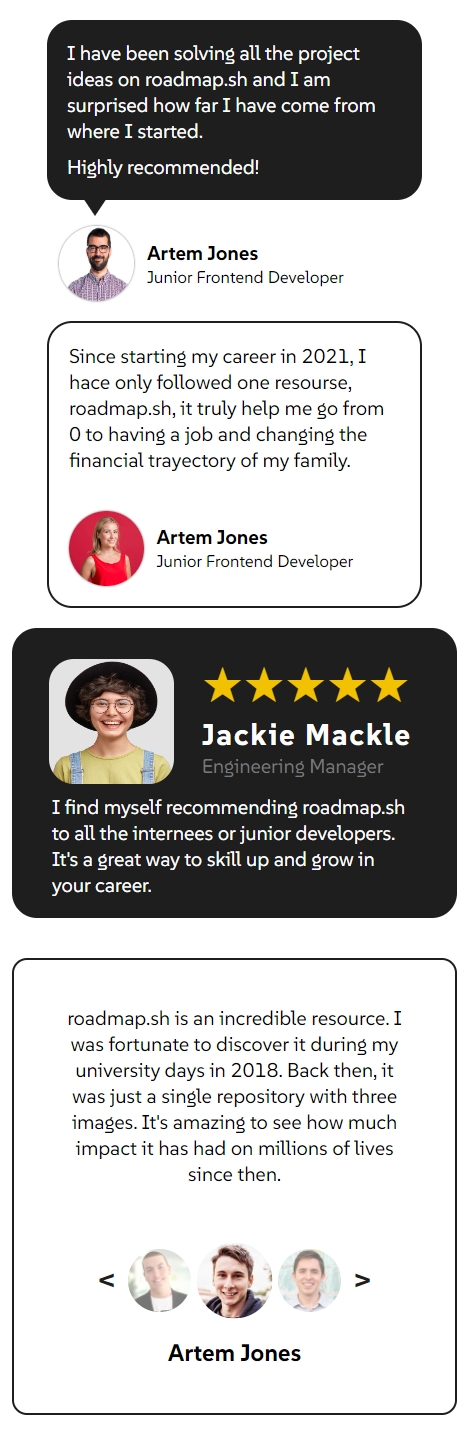 I have been solving all the project
ideas on roadmap.sh and I am
surprised how far I have come from
where I started.
Highly recommended!
Artem Jones
Junior Frontend Developer
Since starting my career in 2021, I
hace only followed one resourse,
roadmap.sh, it truly help me go from
0 to having a job and changing the
financial trayectory of my family.
Artem Jones
Junior Frontend Developer
Jackie Mackle
Engineering Manager
I find myself recommending roadmap.sh
to all the internees or junior developers.
It's a great way to skill up and grow in
your career.
roadmap.sh is an incredible resource. I
was fortunate to discover it during my
university days in 2018. Back then, it
was just a single repository with three
images. It's amazing to see how much
impact it has had on millions of lives
since then.
< >
Artem Jones